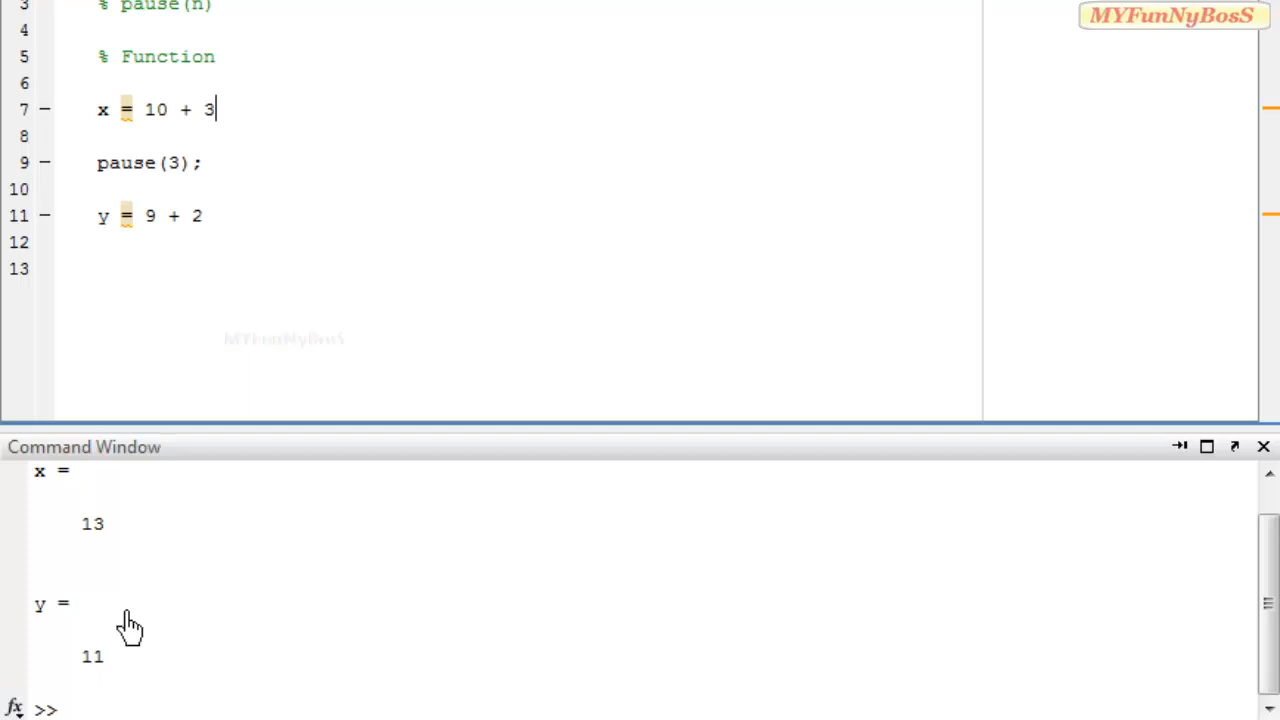 3 % pause(n)
MYFunNyBosS
4
5 % Function
6
7 – x = 10 + 3
8
9 – pause(3);
10
11 – y = 9 + 2
12
13
MYFunNyBosS
Command Window
x =
13
y =
11
fx >>